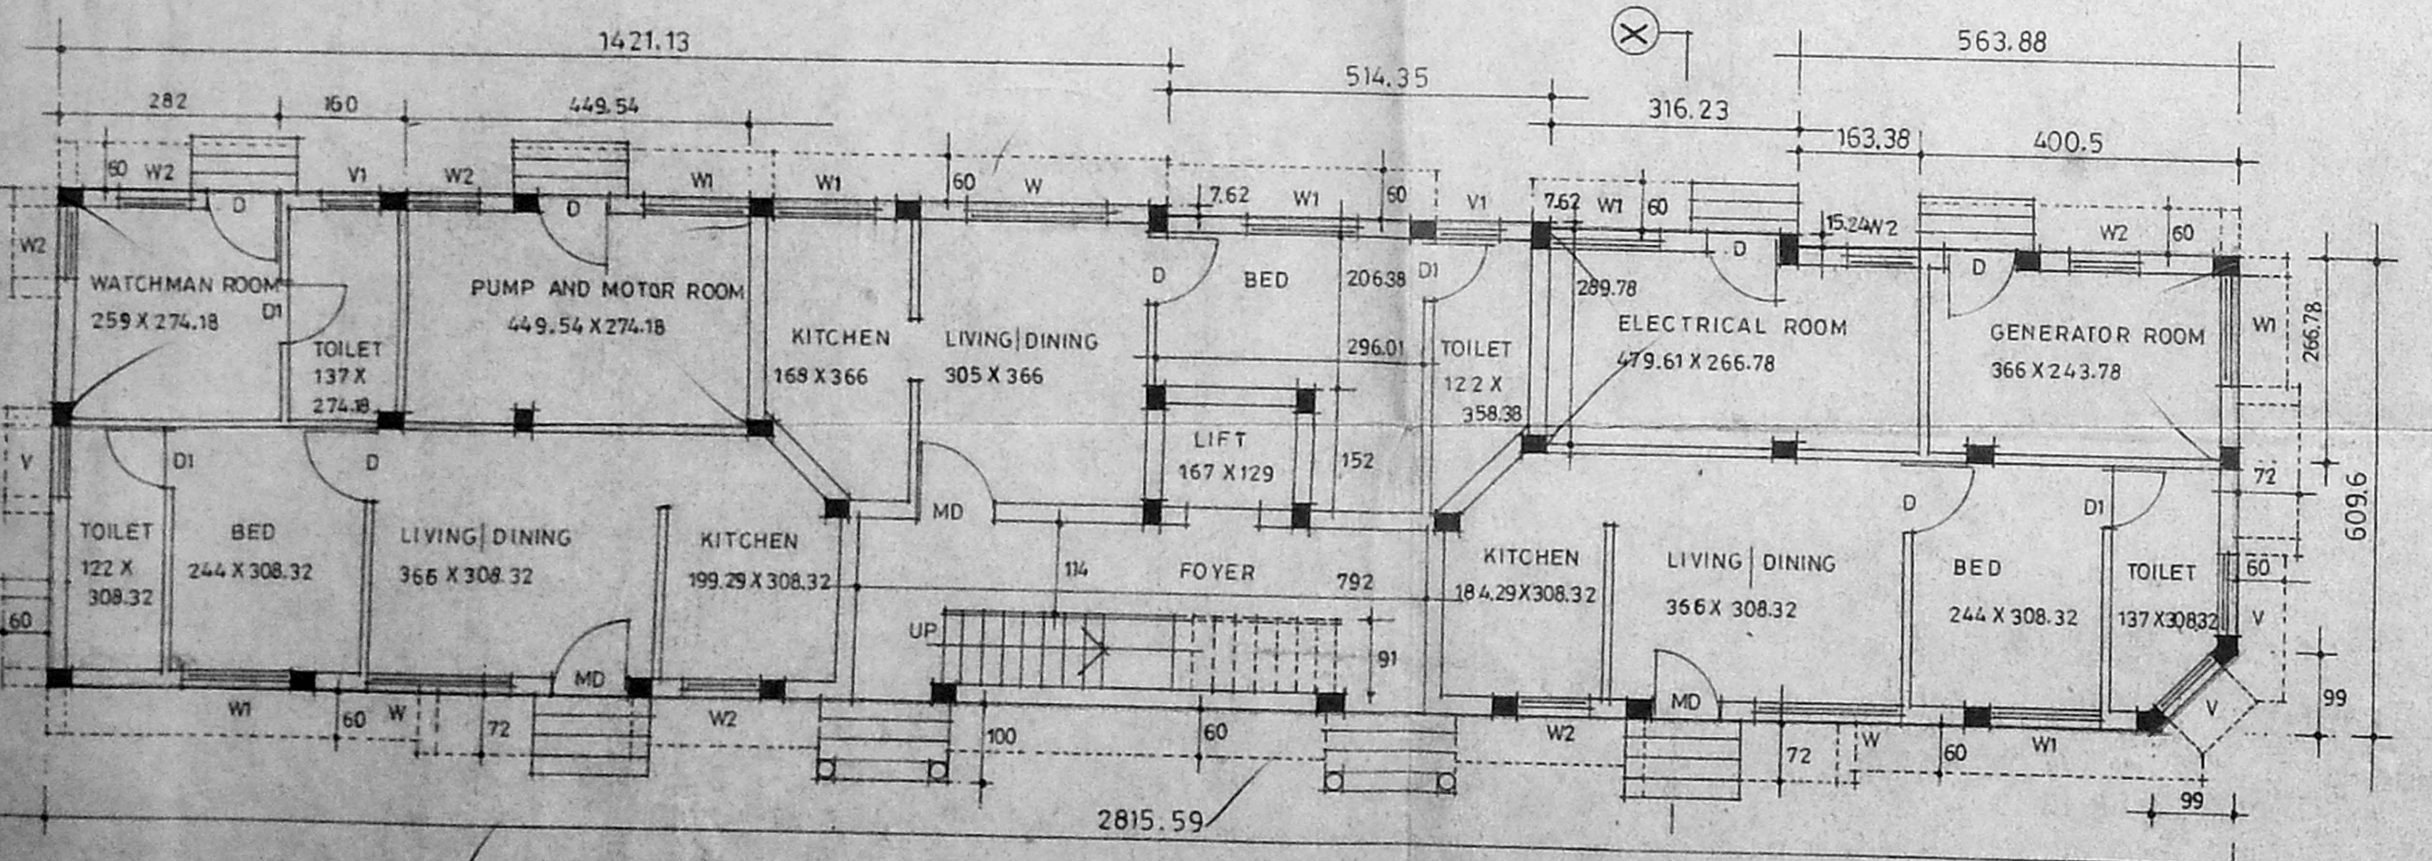 1421.13
563.88
514.35
X
316.23
282
160
449.54
163.38
400.5
60
W2
V1
W2
W1
W1
60
W
7.62
W1
60
V1
7.62
W1
60
15.24
W2
W2
60
D
D
D
D1
D
D
W2
WATCHMAN ROOM
259 X 274.18
D1
TOILET
137 X
274.18
PUMP AND MOTOR ROOM
449.54 X 274.18
KITCHEN
168 X 366
LIVING|DINING
305 X 366
BED
206.38
296.01
TOILET
122 X
358.38
289.78
ELECTRICAL ROOM
479.61 X 266.78
GENERATOR ROOM
366 X 243.78
W1
266.78
LIFT
167 X 129
152
V
D1
D
MD
D
D1
72
609.6
TOILET
122 X
308.32
BED
244 X 308.32
LIVING|DINING
366 X 308.32
KITCHEN
199.29 X 308.32
114
FOYER
792
KITCHEN
184.29 X 308.32
LIVING|DINING
366 X 308.32
BED
244 X 308.32
TOILET
137 X 308.32
60
V
60
UP
91
MD
MD
99
V
W1
60
W
72
W2
100
60
W2
72
W
60
W1
99
2815.59